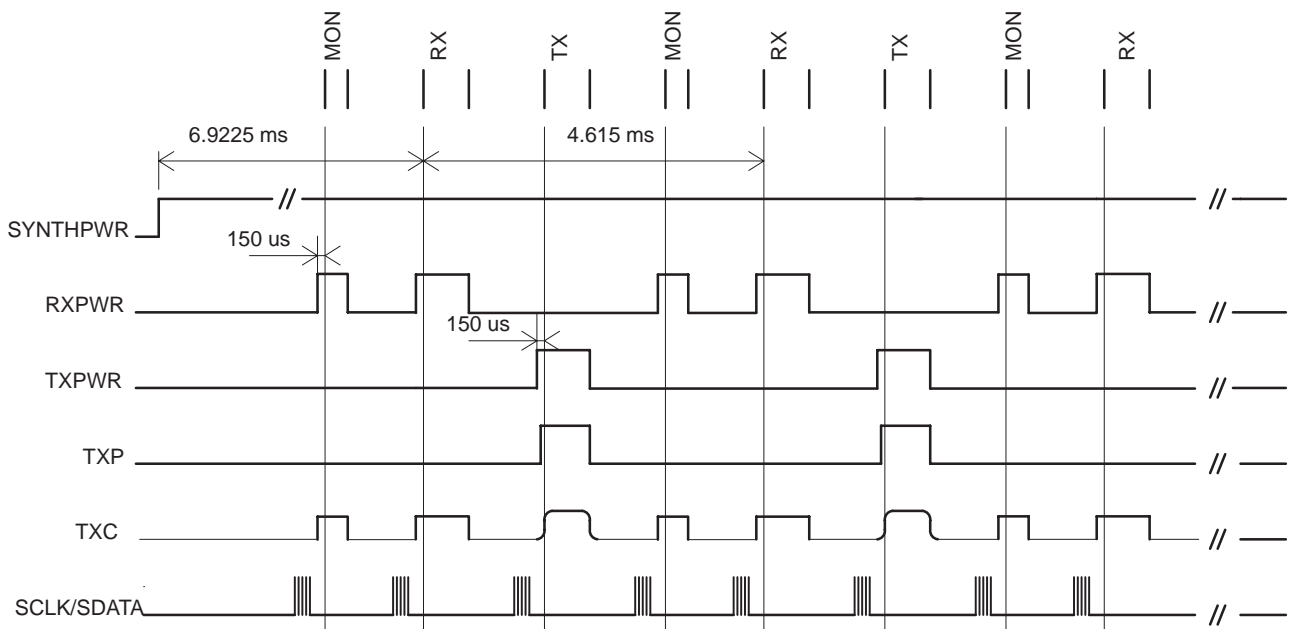 MON
RX
TX
MON
RX
TX
MON
RX
6.9225 ms
4.615 ms
SYNTHPWR
150 us
RXPWR
150 us
TXPWR
TXP
TXC
SCLK/SDATA